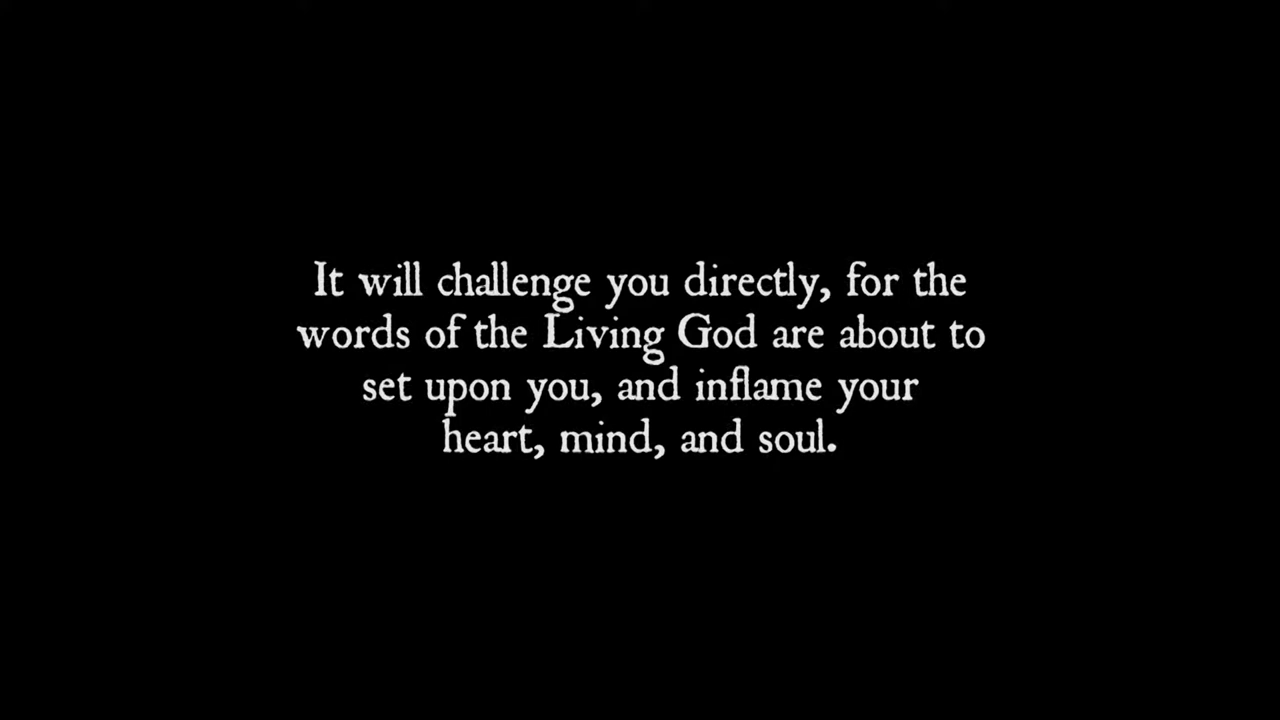 It will challenge you directly, for the
words of the Living God are about to
set upon you, and inflame your
heart, mind, and soul.